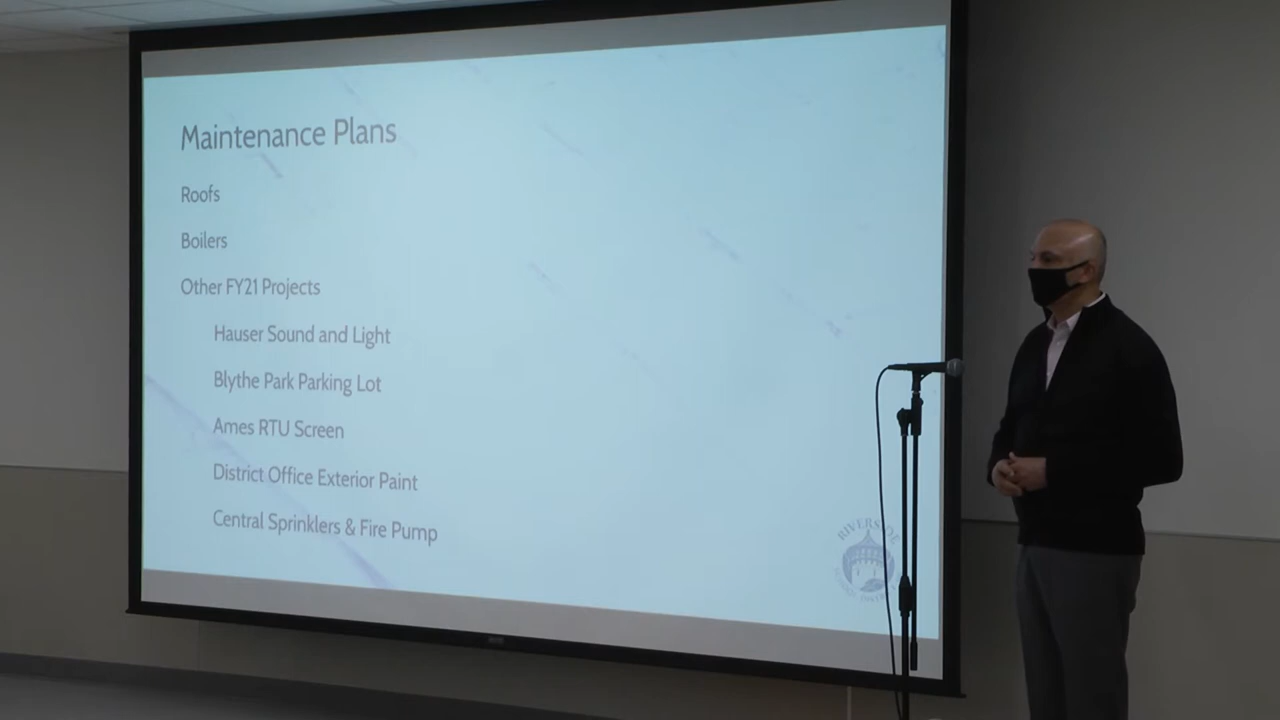 Maintenance Plans
Roofs
Boilers
Other FY21 Projects
Hauser Sound and Light
Blythe Park Parking Lot
Ames RTU Screen
District Office Exterior Paint
Central Sprinklers & Fire Pump
RIVERSIDE